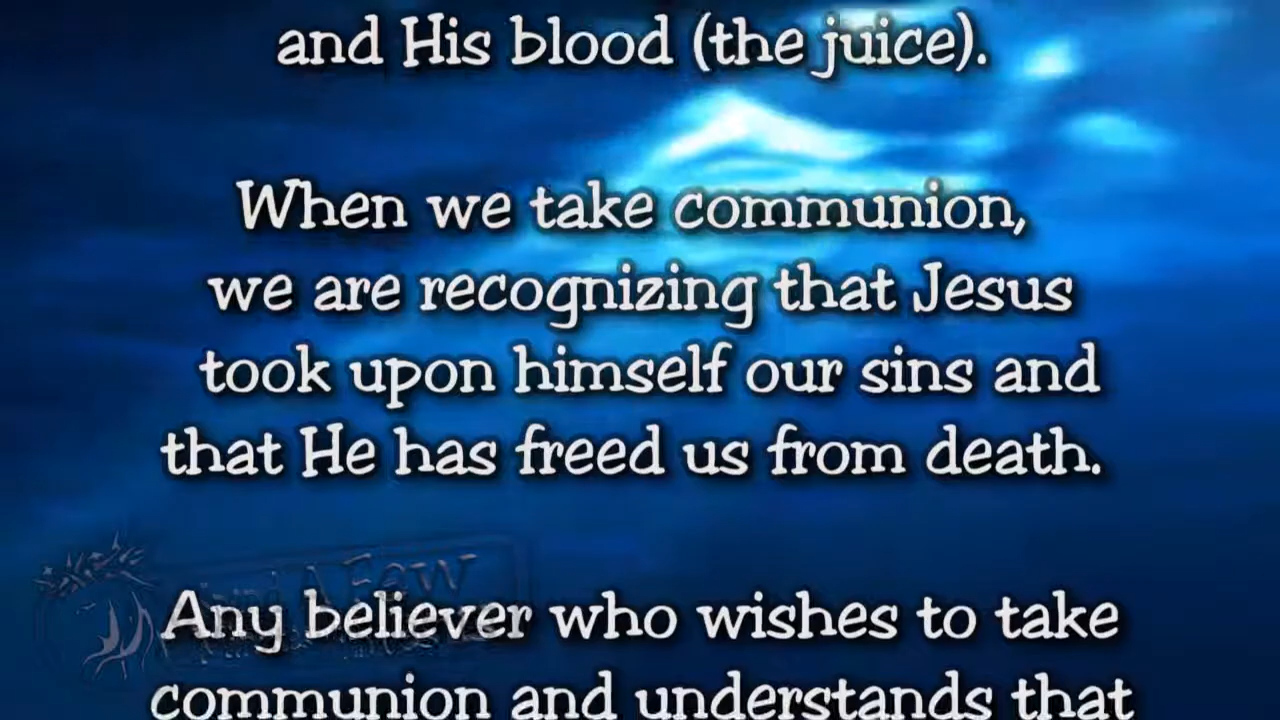 and His blood (the juice).
When we take communion,
we are recognizing that Jesus
took upon himself our sins and
that He has freed us from death.
A Few
Any believer who wishes to take
communion and understands that